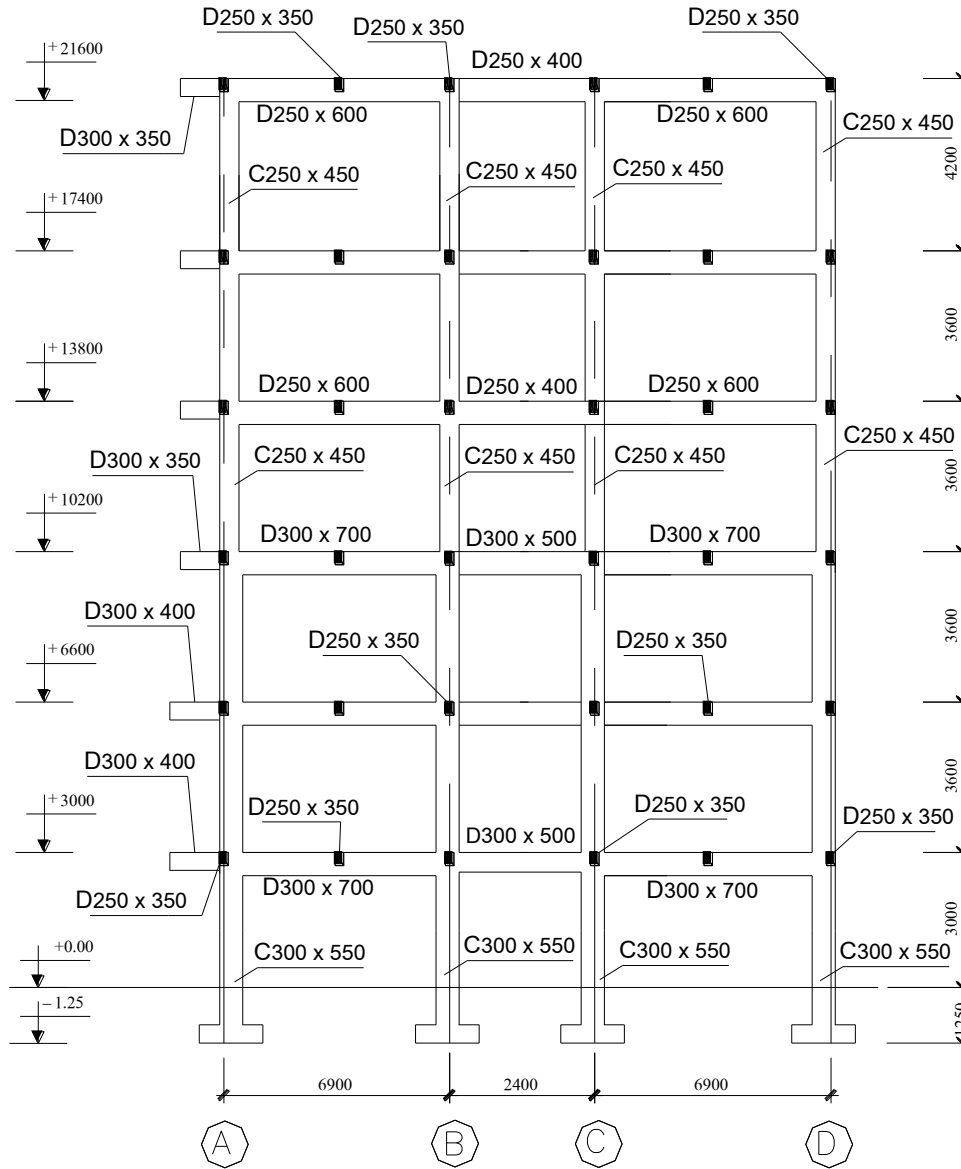 D250 x 350
D250 x 350
D250 x 350
+21600
D250 x 400
D250 x 600
D250 x 600
D300 x 350
C250 x 450
C250 x 450
C250 x 450
C250 x 450
4200
+17400
3600
+13800
D250 x 600
D250 x 400
D250 x 600
D300 x 350
C250 x 450
C250 x 450
C250 x 450
C250 x 450
3600
+10200
D300 x 700
D300 x 500
D300 x 700
D300 x 400
D250 x 350
D250 x 350
3600
+6600
D300 x 400
3600
+3000
D250 x 350
D250 x 350
D250 x 350
D300 x 500
D300 x 700
D300 x 700
D250 x 350
3000
+0.00
C300 x 550
C300 x 550
C300 x 550
C300 x 550
-1.25
1250
6900
2400
6900
A
B
C
D